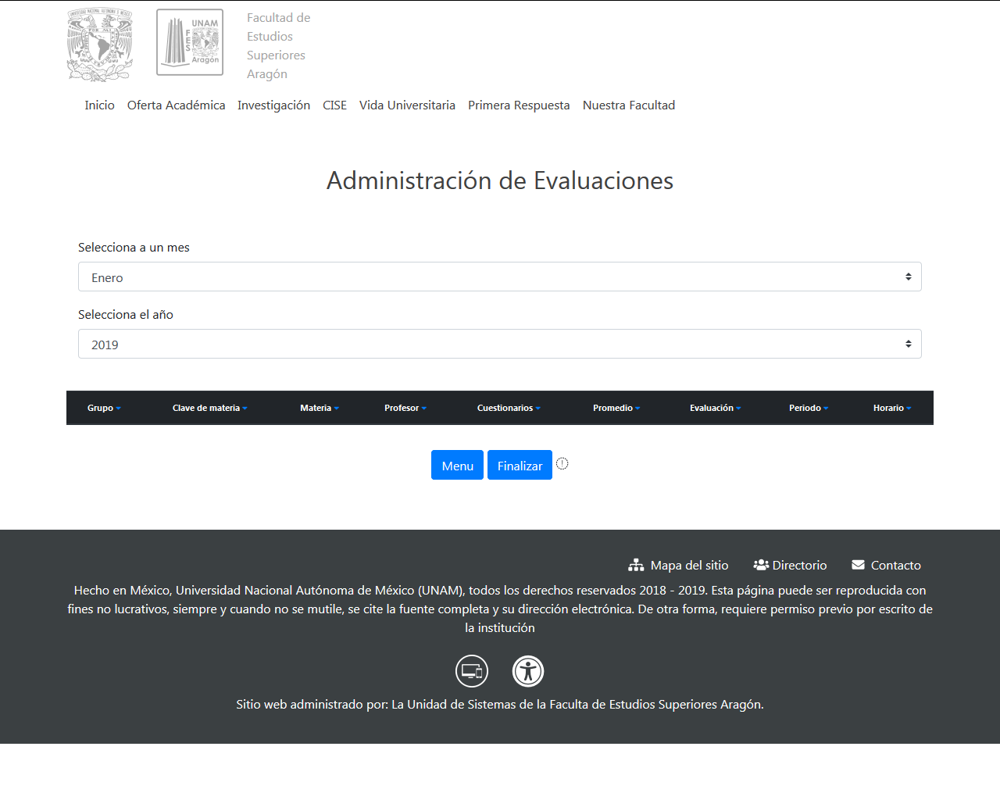 UNIVERSIDAD NACIONAL AUTÓNOMA DE MÉXICO
UNAM
FES
Aragón
Facultad de
Estudios
Superiores
Aragón
Inicio Oferta Académica Investigación CISE Vida Universitaria Primera Respuesta Nuestra Facultad
Administración de Evaluaciones
Selecciona a un mes
Enero
Selecciona el año
2019
Grupo Clave de materia Materia Profesor Cuestionarios Promedio Evaluación Periodo Horario
Menu Finalizar
Mapa del sitio Directorio Contacto
Hecho en México, Universidad Nacional Autónoma de México (UNAM), todos los derechos reservados 2018 - 2019. Esta página puede ser reproducida con
fines no lucrativos, siempre y cuando no se mutile, se cite la fuente completa y su dirección electrónica. De otra forma, requiere permiso previo por escrito de
la institución
Sitio web administrado por: La Unidad de Sistemas de la Faculta de Estudios Superiores Aragón.